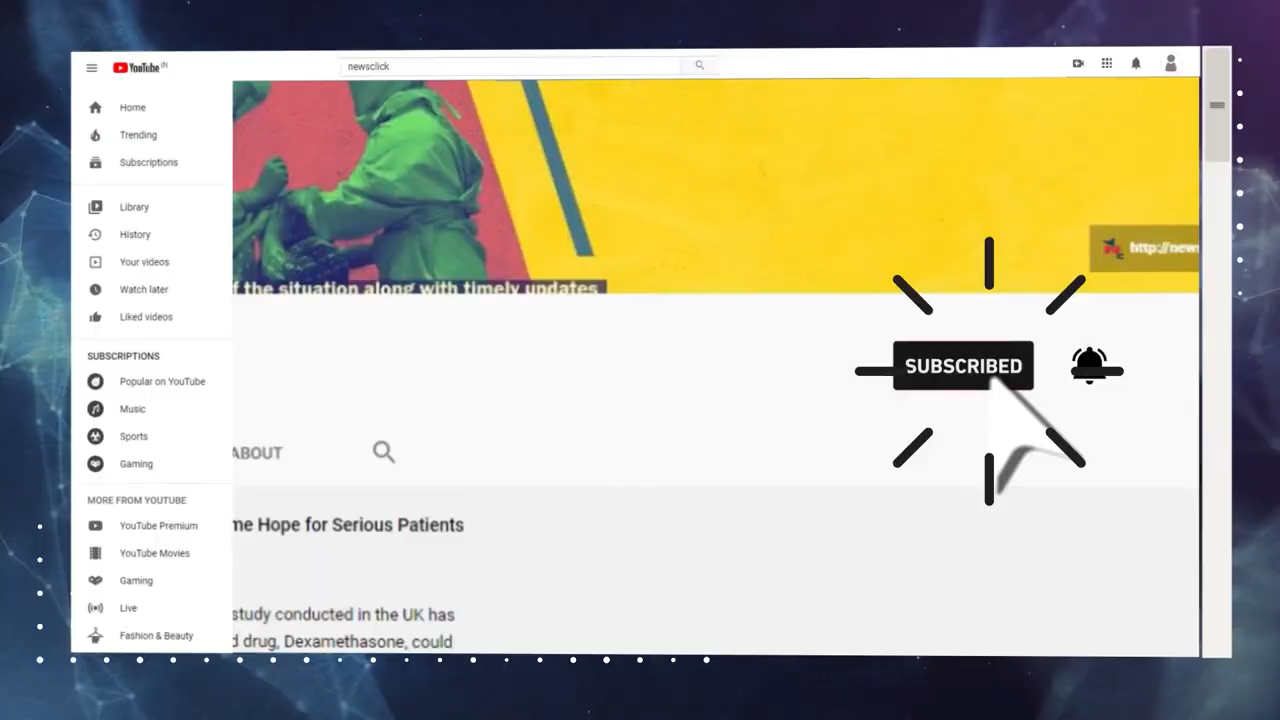 YouTube IN
newsclick
Home
Trending
Subscriptions
Library
History
Your videos
Watch later
Liked videos
SUBSCRIPTIONS
Popular on YouTube
Music
Sports
Gaming
MORE FROM YOUTUBE
YouTube Premium
YouTube Movies
Gaming
Live
Fashion & Beauty
http://news
f the situation along with timely updates
SUBSCRIBED
ABOUT
me Hope for Serious Patients
study conducted in the UK has
d drug, Dexamethasone, could